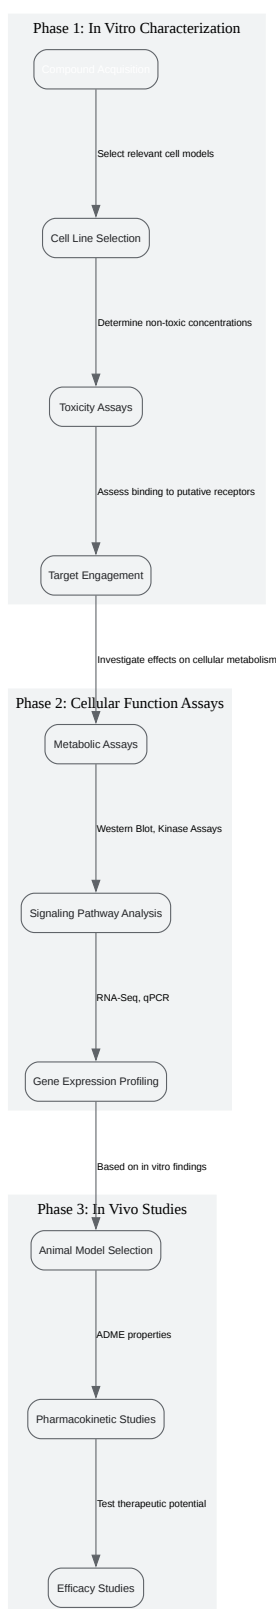 Phase 1: In Vitro Characterization
Compound Acquisition
Select relevant cell models
Cell Line Selection
Determine non-toxic concentrations
Toxicity Assays
Assess binding to putative receptors
Target Engagement
Investigate effects on cellular metabolism
Phase 2: Cellular Function Assays
Metabolic Assays
Western Blot, Kinase Assays
Signaling Pathway Analysis
RNA-Seq, qPCR
Gene Expression Profiling
Based on in vitro findings
Phase 3: In Vivo Studies
Animal Model Selection
ADME properties
Pharmacokinetic Studies
Test therapeutic potential
Efficacy Studies